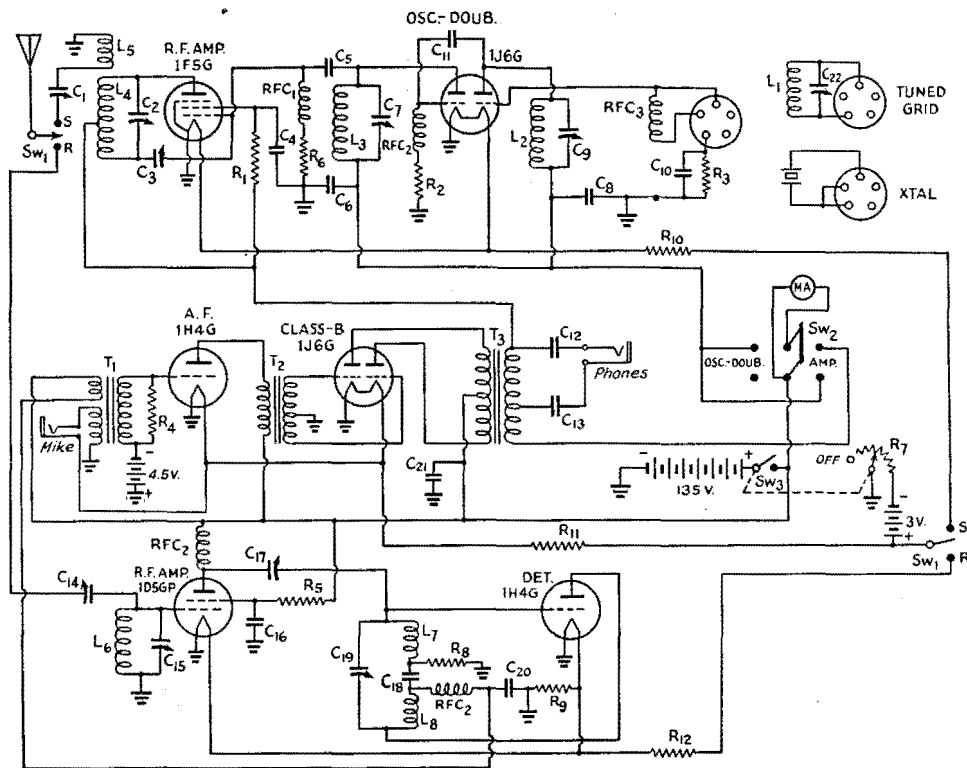 OSC.-DOUB.
L5
R.F. AMP.
1F5G
C11
1J6G
C5
L4
C1
C2
RFC1
C7
RFC3
L1
C22
TUNED
GRID
S
Sw1
R
C3
R1
C4
R6
L3
RFC2
L2
C9
C10
R3
C6
R2
C8
XTAL
R10
MA
A.F.
1H4G
CLASS-B
1J6G
T3
C12
Sw2
T1
T2
OSC.-DOUB.
AMP.
Phones
R4
Mike
C13
R7
OFF
4.5V.
-
+
C21
- +
135V.
Sw3
-
3V.
+
S
R11
Sw1
R
RFC2
C17
R.F. AMP.
1D5GP
DET.
1H4G
C14
R5
L6
C15
C16
L7
C19
R8
C18
C20
RFC2
R9
L8
R12